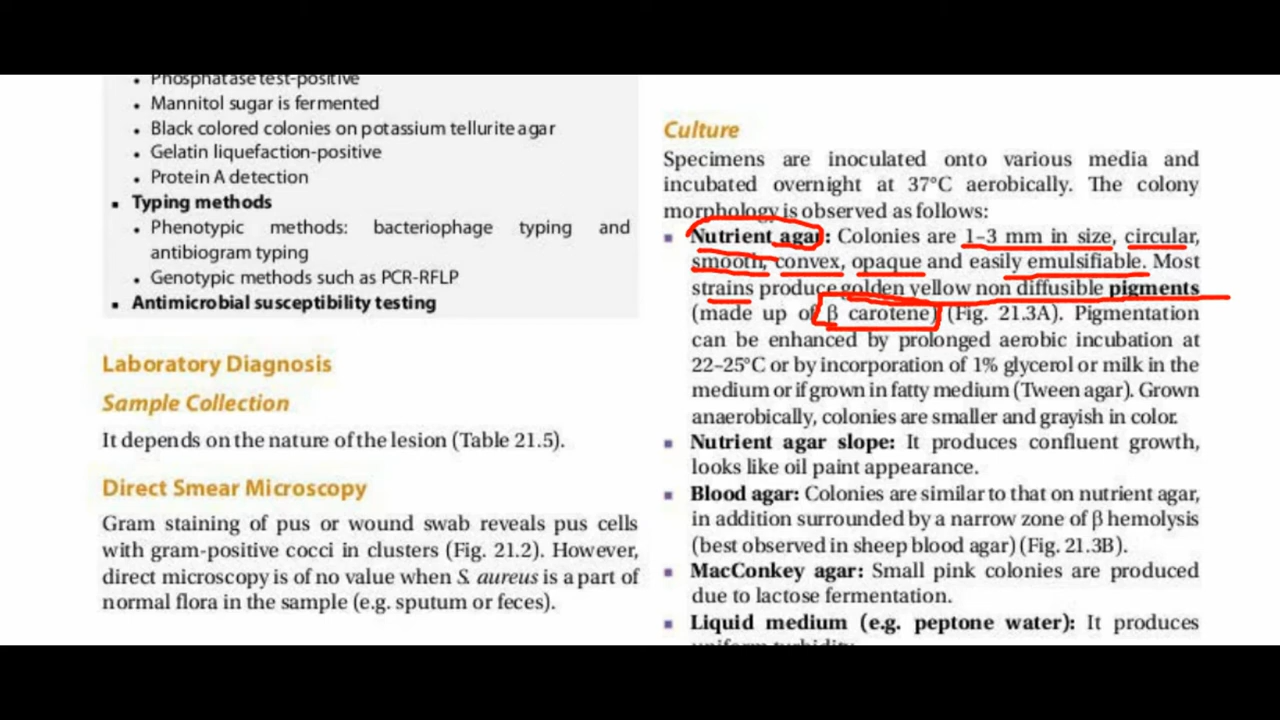 • Phosphatase test-positive
• Mannitol sugar is fermented
• Black colored colonies on potassium tellurite agar
• Gelatin liquefaction-positive
• Protein A detection
▪ Typing methods
• Phenotypic methods: bacteriophage typing and
antibiogram typing
• Genotypic methods such as PCR-RFLP
▪ Antimicrobial susceptibility testing
Laboratory Diagnosis
Sample Collection
It depends on the nature of the lesion (Table 21.5).
Direct Smear Microscopy
Gram staining of pus or wound swab reveals pus cells
with gram-positive cocci in clusters (Fig. 21.2). However,
direct microscopy is of no value when S. aureus is a part of
normal flora in the sample (e.g. sputum or feces).
Culture
Specimens are inoculated onto various media and
incubated overnight at 37°C aerobically. The colony
morphology is observed as follows:
▪ Nutrient agar: Colonies are 1–3 mm in size, circular,
smooth, convex, opaque and easily emulsifiable. Most
strains produce golden yellow non diffusible pigments
(made up of β carotene) (Fig. 21.3A). Pigmentation
can be enhanced by prolonged aerobic incubation at
22–25°C or by incorporation of 1% glycerol or milk in the
medium or if grown in fatty medium (Tween agar). Grown
anaerobically, colonies are smaller and grayish in color.
▪ Nutrient agar slope: It produces confluent growth,
looks like oil paint appearance.
▪ Blood agar: Colonies are similar to that on nutrient agar,
in addition surrounded by a narrow zone of β hemolysis
(best observed in sheep blood agar) (Fig. 21.3B).
▪ MacConkey agar: Small pink colonies are produced
due to lactose fermentation.
▪ Liquid medium (e.g. peptone water): It produces
uniform turbidity.